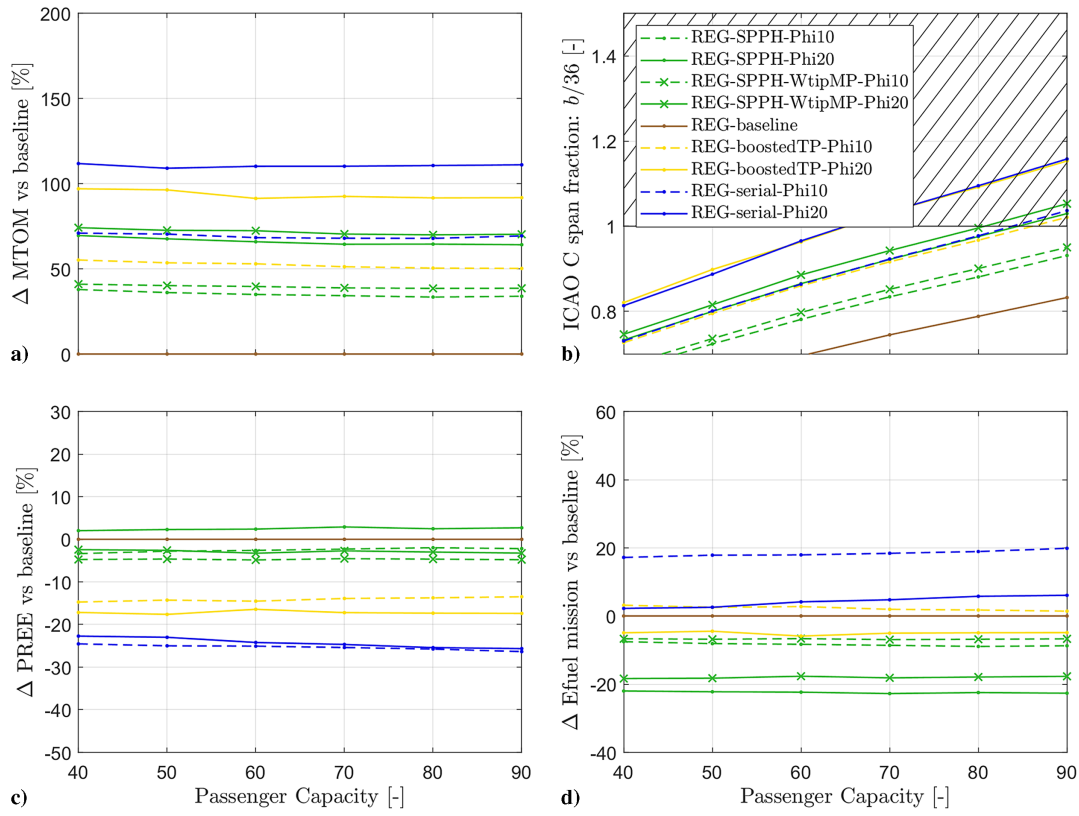 200
150
100
50
0
Δ MTOM vs baseline [%]
a)
1.4
1.2
1
0.8
ICAO C span fraction: b/36 [-]
b)
REG-SPPH-Phi10
REG-SPPH-Phi20
REG-SPPH-WtipMP-Phi10
REG-SPPH-WtipMP-Phi20
REG-baseline
REG-boostedTP-Phi10
REG-boostedTP-Phi20
REG-serial-Phi10
REG-serial-Phi20
30
20
10
0
-10
-20
-30
-40
-50
Δ PREE vs baseline [%]
40 50 60 70 80 90
Passenger Capacity [-]
c)
60
40
20
0
-20
-40
Δ Efuel mission vs baseline [%]
40 50 60 70 80 90
Passenger Capacity [-]
d)